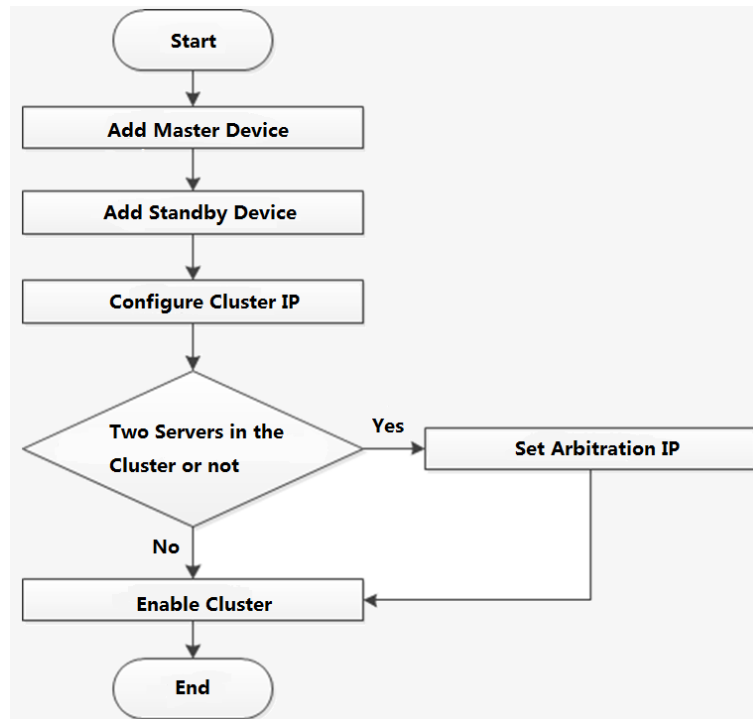 Start
Add Master Device
Add Standby Device
Configure Cluster IP
Two Servers in the
Cluster or not
Yes
Set Arbitration IP
No
Enable Cluster
End